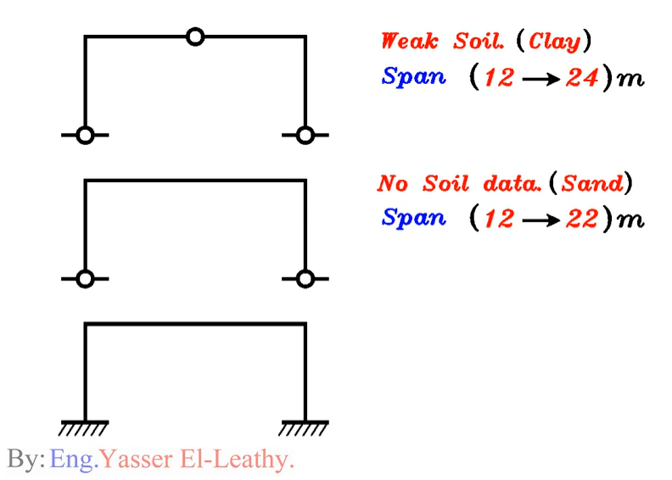 Weak Soil. (Clay)
Span (12 → 24) m
No Soil data. (Sand)
Span (12 → 22) m
By: Eng.Yasser El-Leathy.